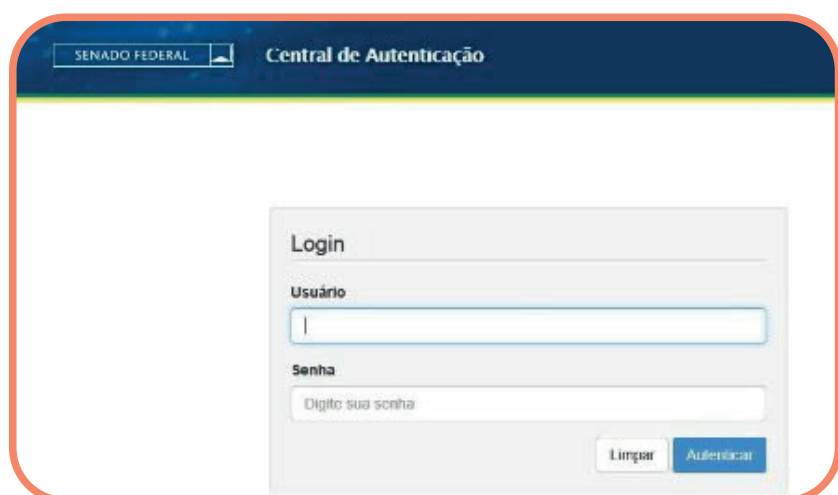 SENADO FEDERAL Central de Autenticação
Login
Usuário
Senha
Digite sua senha
Limpar Autenticar